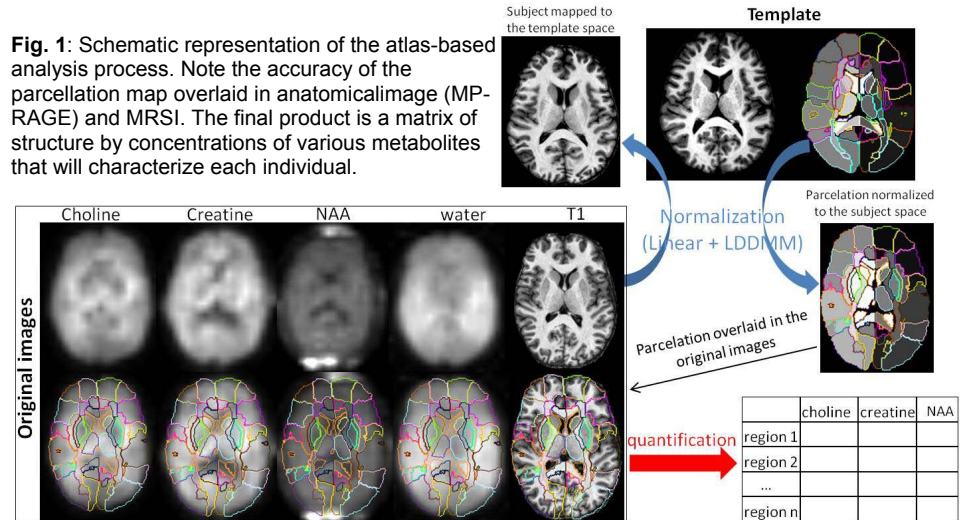 Fig. 1: Schematic representation of the atlas-based
analysis process. Note the accuracy of the
parcellation map overlaid in anatomicalimage (MP-
RAGE) and MRSI. The final product is a matrix of
structure by concentrations of various metabolites
that will characterize each individual.
Subject mapped to
the template space
Template
Normalization
(Linear + LDDMM)
Parcelation normalized
to the subject space
Original images
Choline Creatine NAA water T1
Parcelation overlaid in the
original images
quantification
choline creatine NAA
region 1
region 2
...
region n